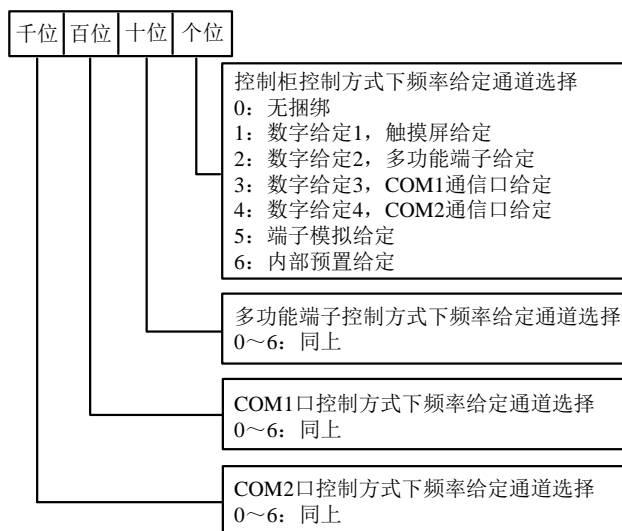 千位 百位 十位 个位
控制柜控制方式下频率给定通道选择
0：无捆绑
1：数字给定1，触摸屏给定
2：数字给定2，多功能端子给定
3：数字给定3，COM1通信口给定
4：数字给定4，COM2通信口给定
5：端子模拟给定
6：内部预置给定
多功能端子控制方式下频率给定通道选择
0～6：同上
COM1口控制方式下频率给定通道选择
0～6：同上
COM2口控制方式下频率给定通道选择
0～6：同上